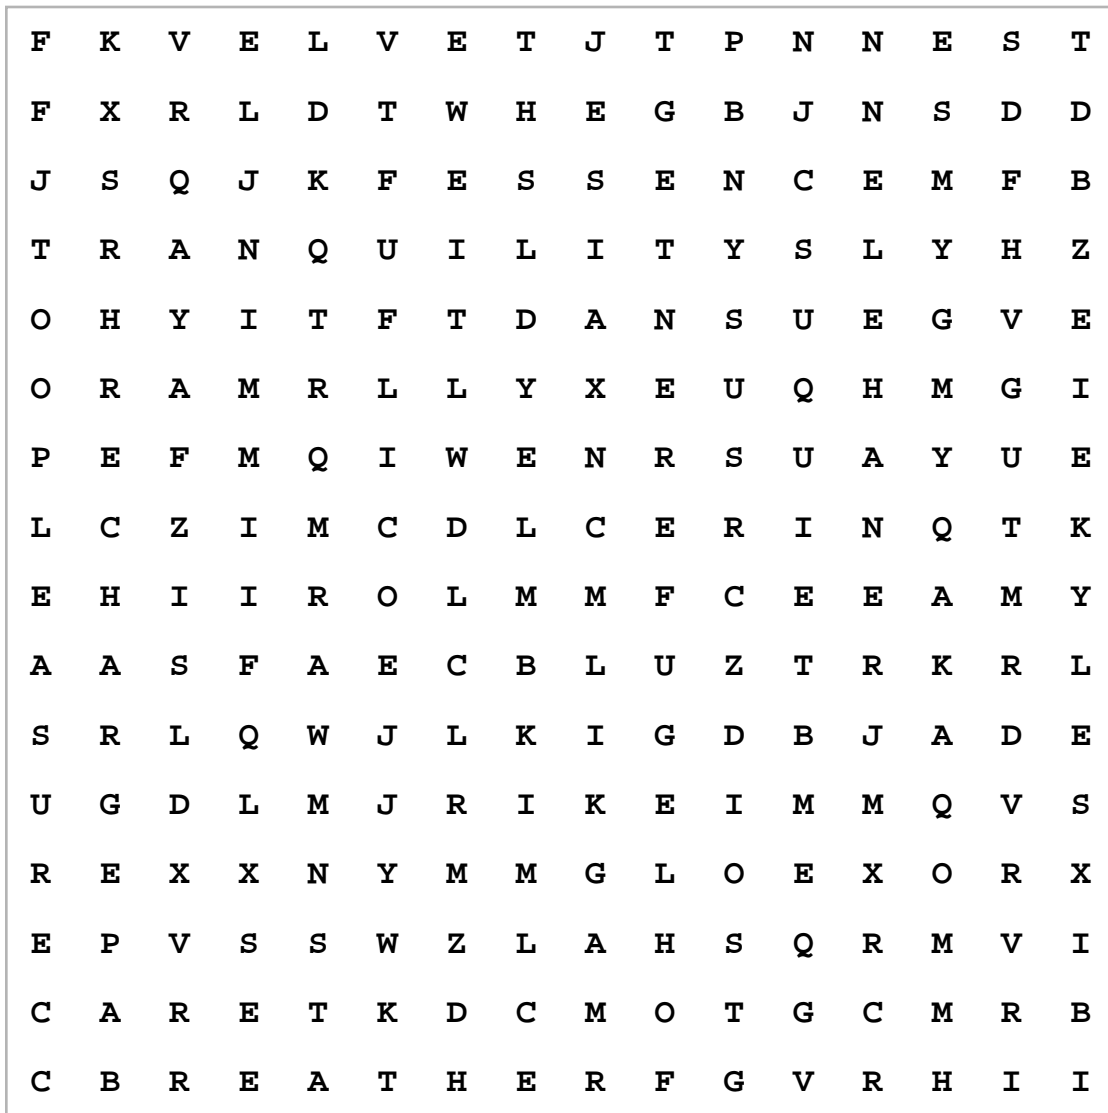 F K V E L V E T J T P N N E S T
F X R L D T W H E G B J N S D D
J S Q J K F E S S E N C E M F B
T R A N Q U I L I T Y S L Y H Z
O H Y I T F T D A N S U E G V E
O R A M R L L Y X E U Q H M G I
P E F M Q I W E N R S U A Y U E
L C Z I M C D L C E R I N Q T K
E H I I R O L M M F C E E A M Y
A A S F A E C B L U Z T R K R L
S R L Q W J L K I G D B J A D E
U G D L M J R I K E I M M Q V S
R E X X N Y M M G L O E X O R X
E P V S S W Z L A H S Q R M V I
C A R E T K D C M O T G C M R B
C B R E A T H E R F G V R H I I